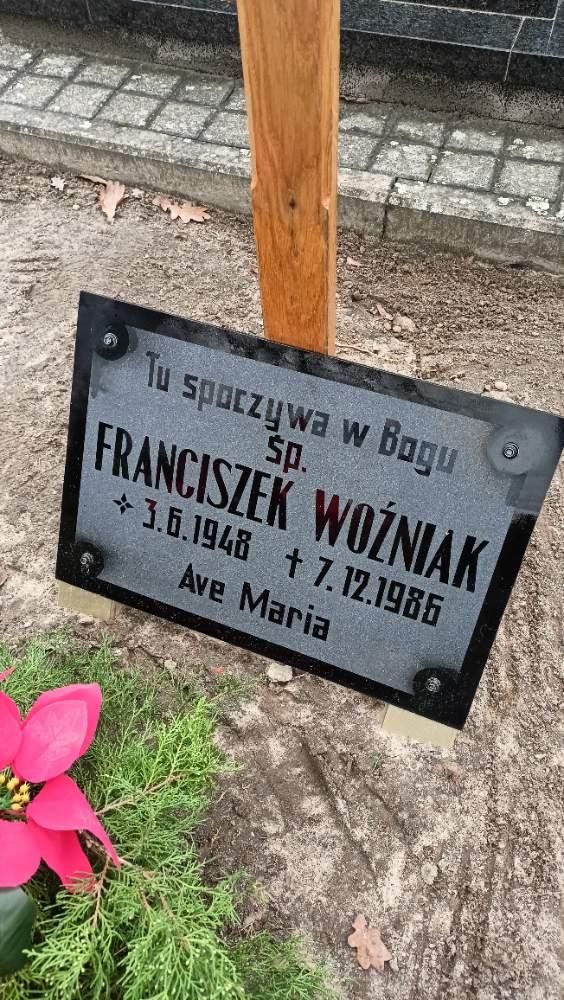 Tu spoczywa w Bogu
śp.
FRANCISZEK WOŹNIAK
3.6.1948 † 7.12.1986
Ave Maria